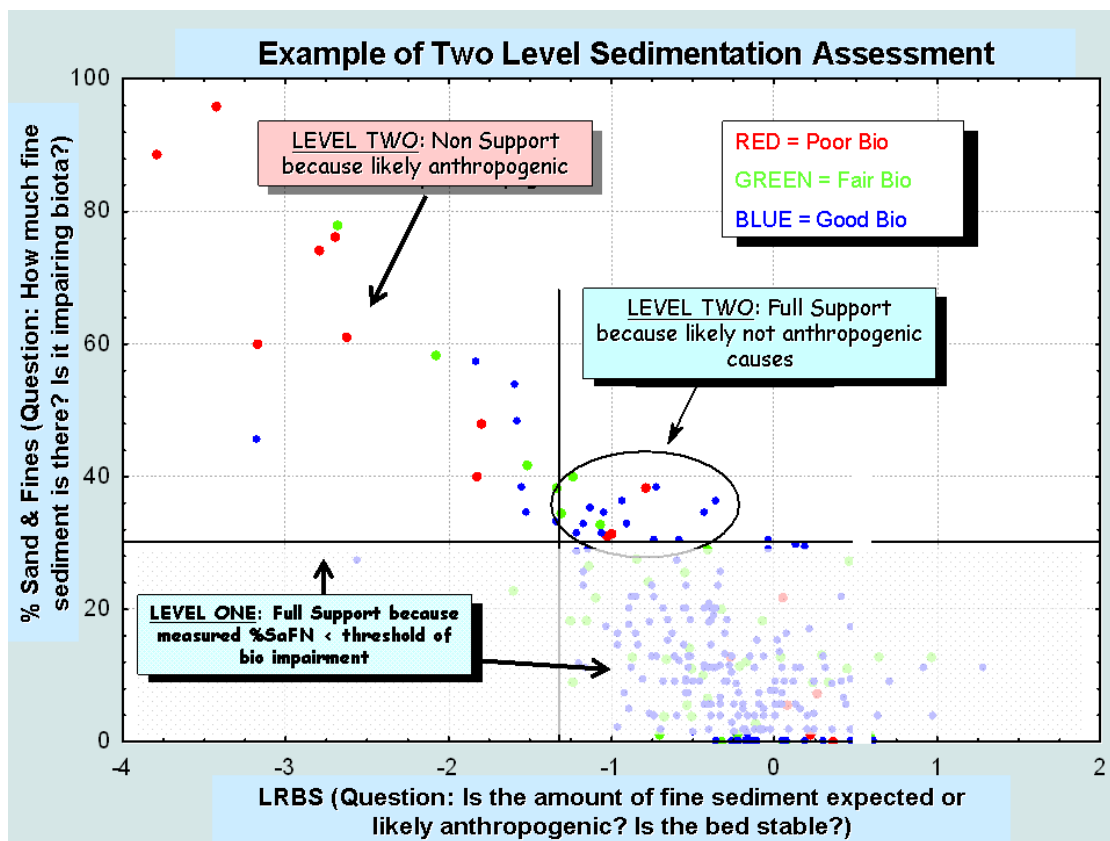 Example of Two Level Sedimentation Assessment
% Sand & Fines (Question: How much fine
sediment is there? Is it impairing biota?)
100
80
60
40
20
0
LEVEL TWO: Non Support
because likely anthropogenic
RED = Poor Bio
GREEN = Fair Bio
BLUE = Good Bio
LEVEL TWO: Full Support
because likely not anthropogenic
causes
LEVEL ONE: Full Support because
measured %SaFN < threshold of
bio impairment
-4
-3
-2
-1
0
1
2
LRBS (Question: Is the amount of fine sediment expected or
likely anthropogenic? Is the bed stable?)